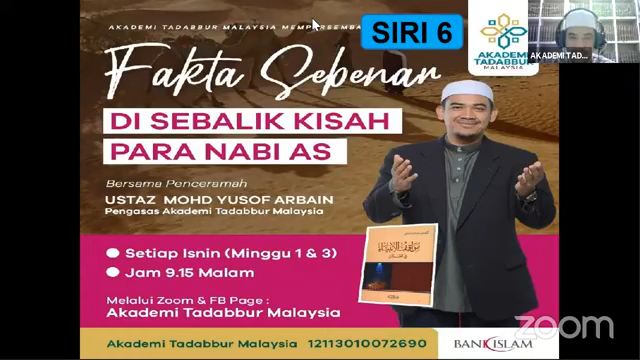 AKADEMI TADABBUR MALAYSIA MEMPERSEMBA
SIRI 6
AKADEMI
TADABBUR
MALAYSIA
AKADEMI TAD...
Fakta Sebenar
DI SEBALIK KISAH
PARA NABI AS
Bersama Penceramah
USTAZ MOHD YUSOF ARBAIN
Pengasas Akademi Tadabbur Malaysia
Setiap Isnin (Minggu 1 & 3)
Jam 9.15 Malam
Melalui Zoom & FB Page :
Akademi Tadabbur Malaysia
Akademi Tadabbur Malaysia 12113010072690
BANK ISLAM
zoom